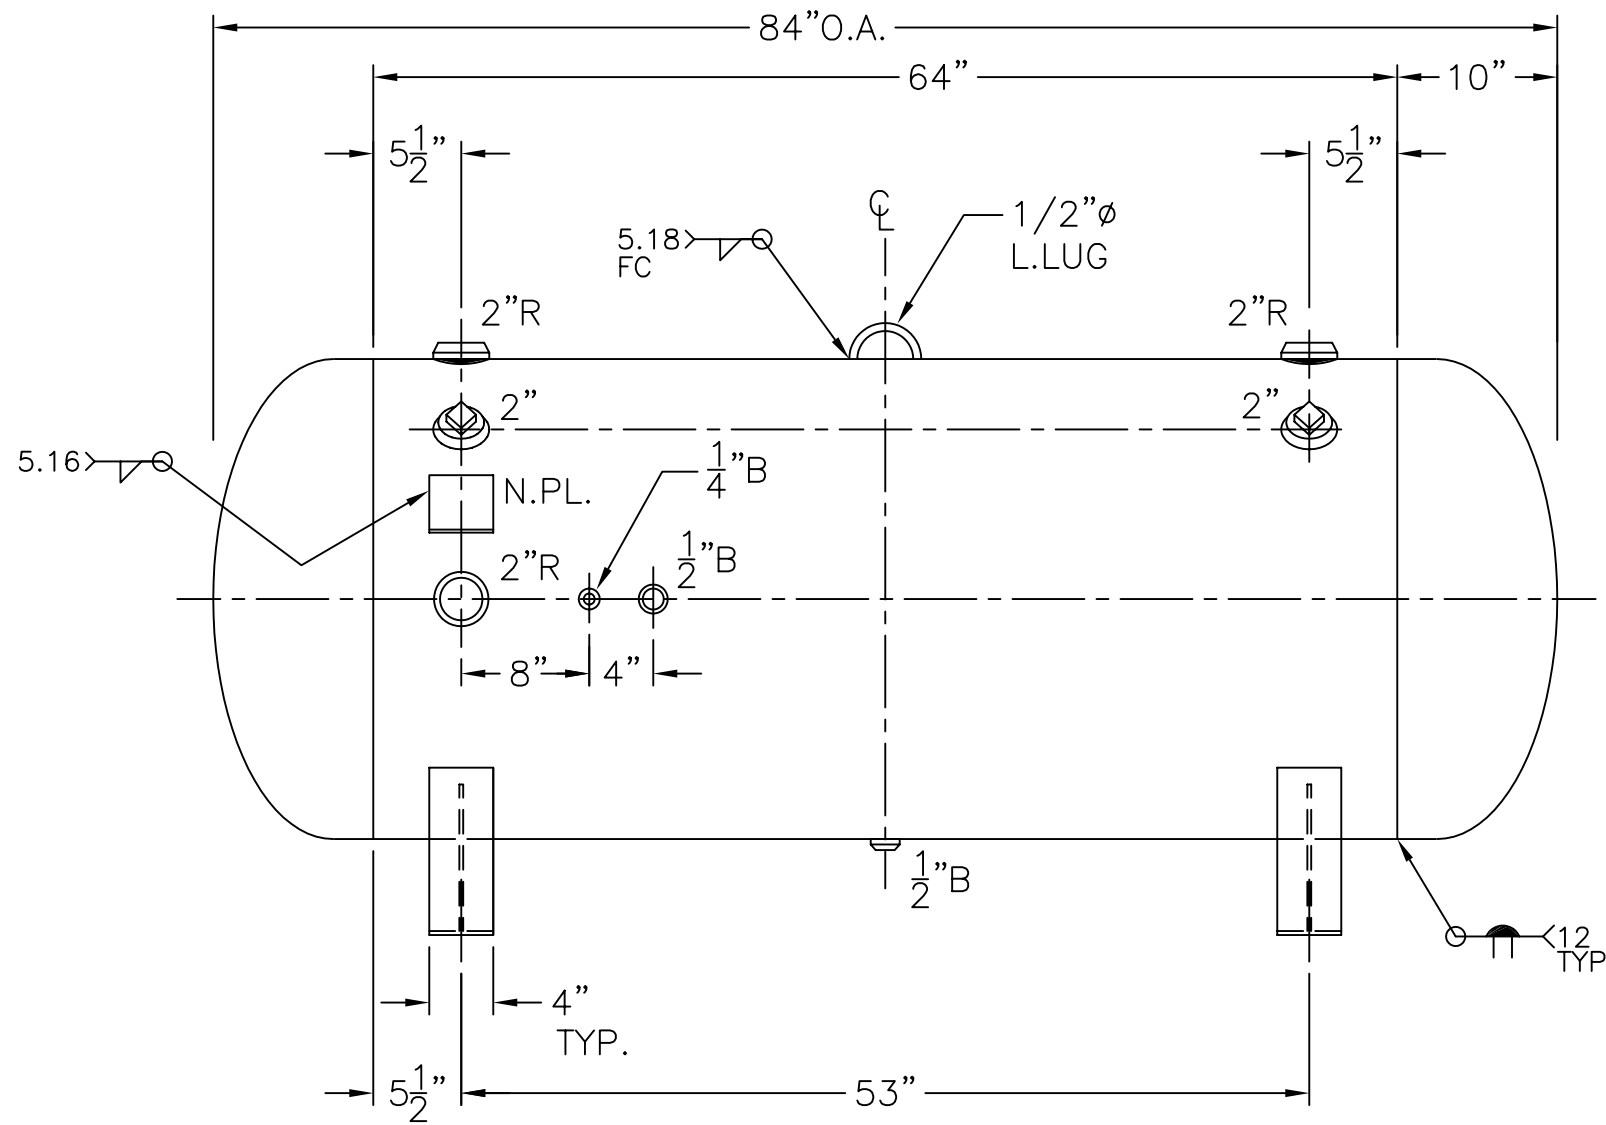 84”O.A.
64”
10”
5 1/2”
5 1/2”
℄
1/2”ø
L.LUG
5.18
FC
2”R
2”R
2”
2”
1/4”B
5.16
N.PL.
2”R
1/2”B
8”
4”
1/2”B
12
TYP
4”
TYP.
5 1/2”
53”